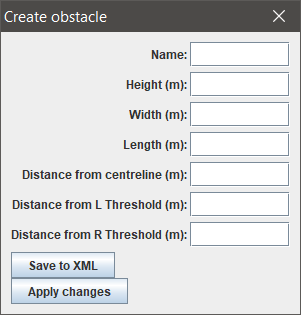 Create obstacle
Name:
Height (m):
Width (m):
Length (m):
Distance from centreline (m):
Distance from L Threshold (m):
Distance from R Threshold (m):
Save to XML
Apply changes